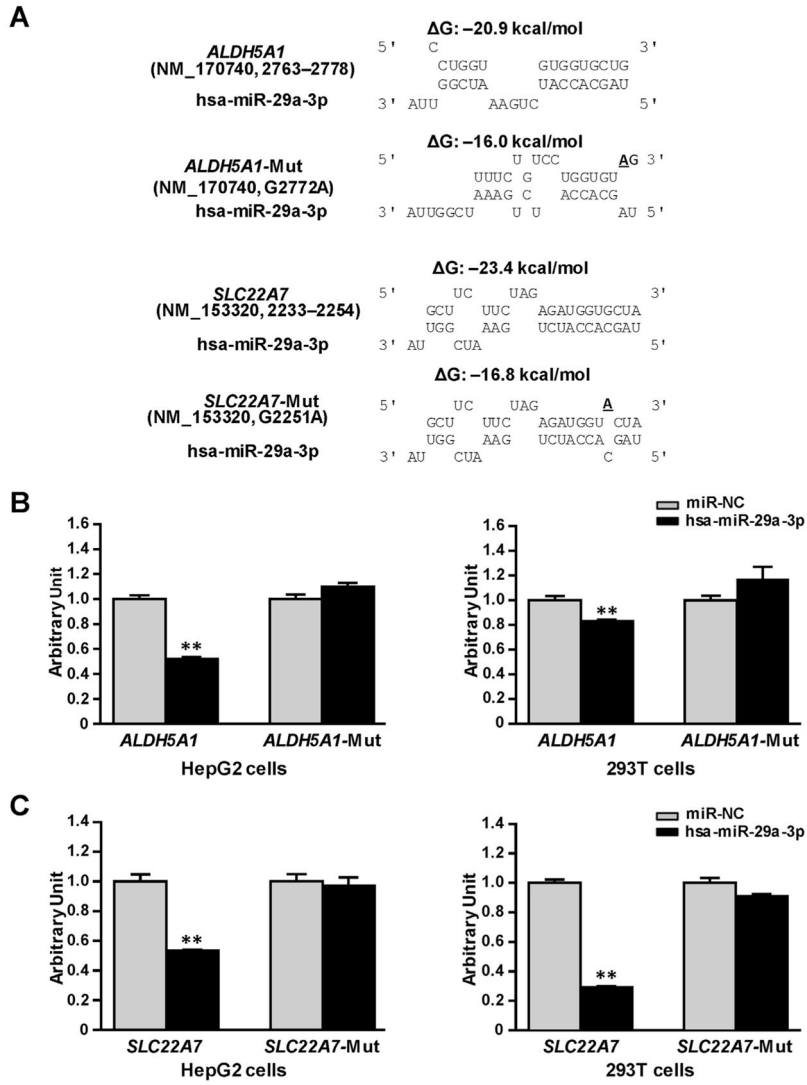 A
ΔG: –20.9 kcal/mol
ALDH5A1
(NM_170740, 2763–2778)
hsa-miR-29a-3p
5' C
CUGGU GUGGUGCUG
GGCUA UACCACGAU
3' AUU AAGUC 5'
ΔG: –16.0 kcal/mol
ALDH5A1-Mut
(NM_170740, G2772A)
hsa-miR-29a-3p
5' U UCC AG 3'
UUUC G UGGUGU
AAAG C ACCACG
3' AUUGGCU U U AU 5'
ΔG: –23.4 kcal/mol
SLC22A7
(NM_153320, 2233–2254)
hsa-miR-29a-3p
5' UC UAG 3'
GCU UUC AGAUGGUGCUA
UGG AAG UCUACCACGAU
3' AU CUA 5'
ΔG: –16.8 kcal/mol
SLC22A7-Mut
(NM_153320, G2251A)
hsa-miR-29a-3p
5' UC UAG A 3'
GCU UUC AGAUGGU CUA
UGG AAG UCUACCA GAU
3' AU CUA C 5'
B
miR-NC
hsa-miR-29a-3p
Arbitrary Unit
1.6
1.4
1.2
1.0
0.8
0.6
0.4
0.2
0
**
ALDH5A1 ALDH5A1-Mut
HepG2 cells
Arbitrary Unit
1.6
1.4
1.2
1.0
0.8
0.6
0.4
0.2
0
**
ALDH5A1 ALDH5A1-Mut
293T cells
C
miR-NC
hsa-miR-29a-3p
Arbitrary Unit
1.4
1.2
1.0
0.8
0.6
0.4
0.2
0
**
SLC22A7 SLC22A7-Mut
HepG2 cells
Arbitrary Unit
1.4
1.2
1.0
0.8
0.6
0.4
0.2
0
**
SLC22A7 SLC22A7-Mut
293T cells